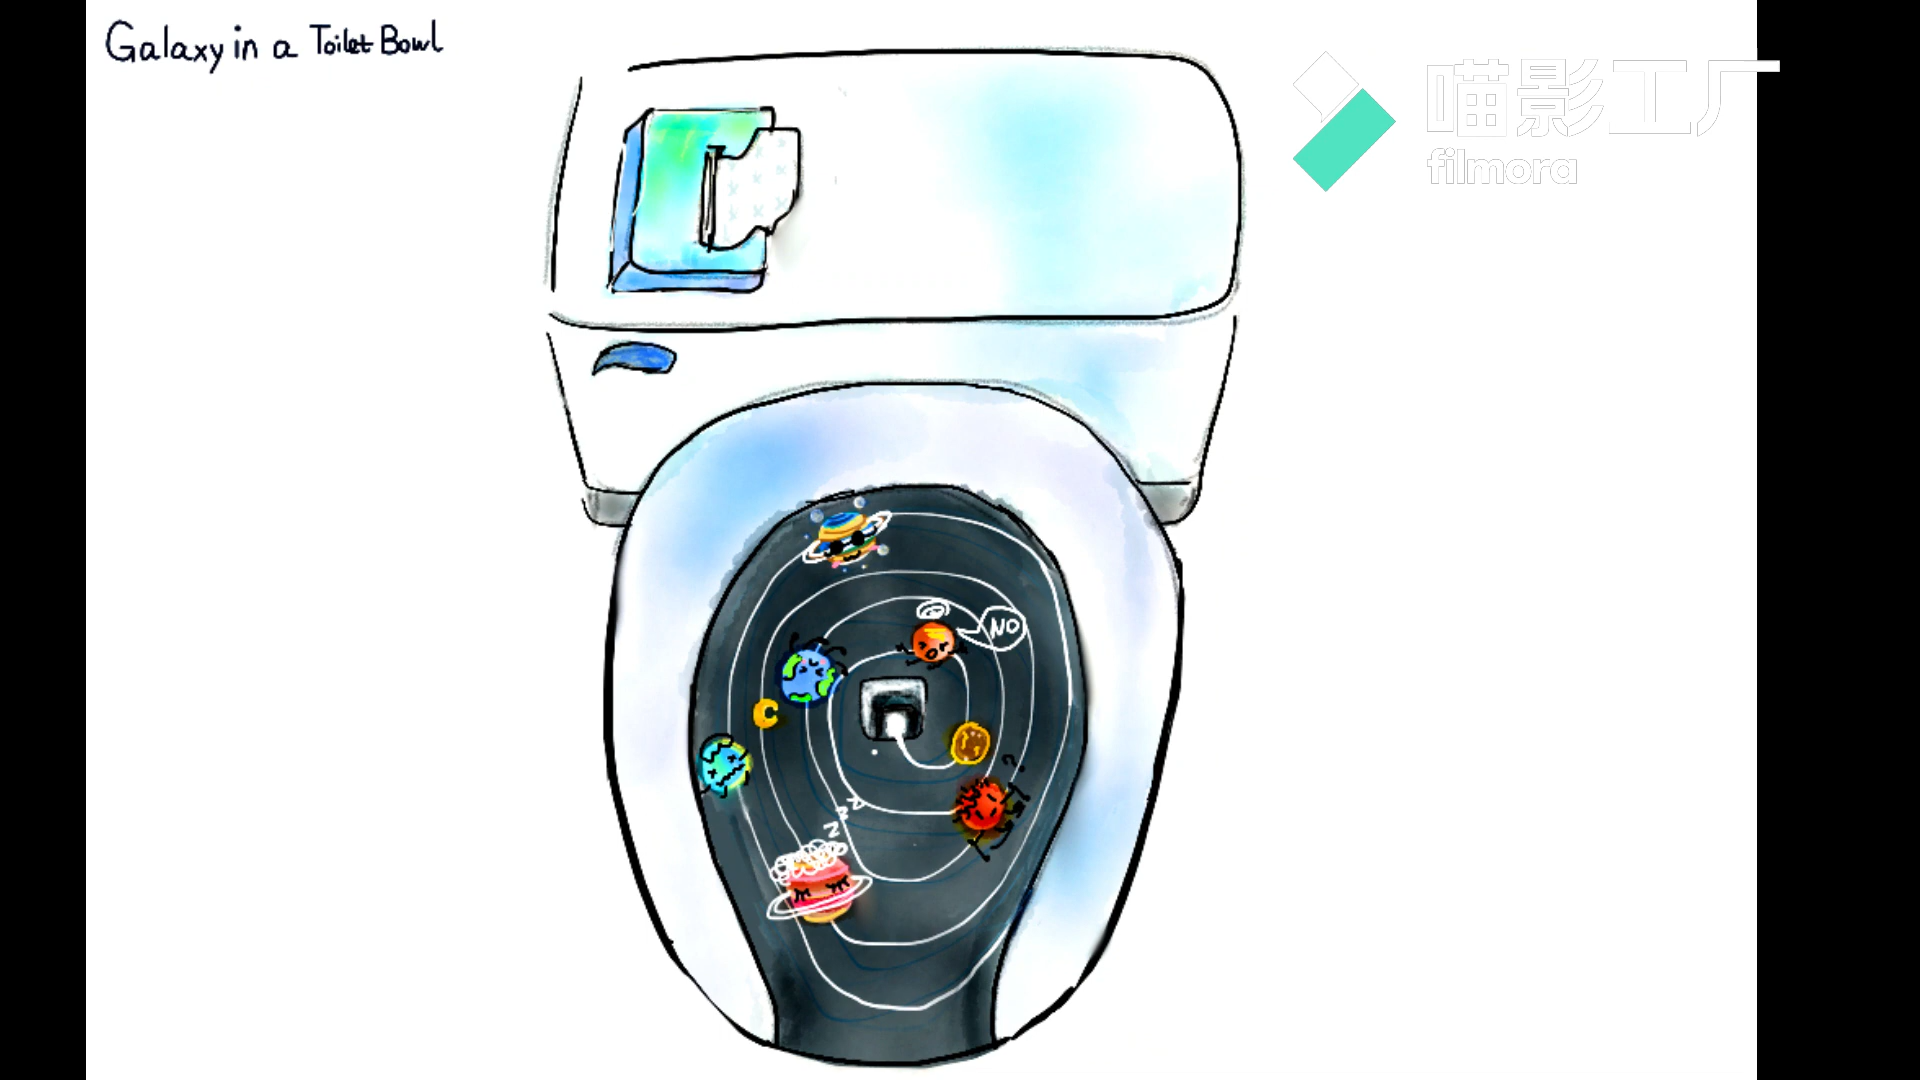 Galaxy in a Toilet Bowl
喵影工厂
filmora
NO
C
?
z z z